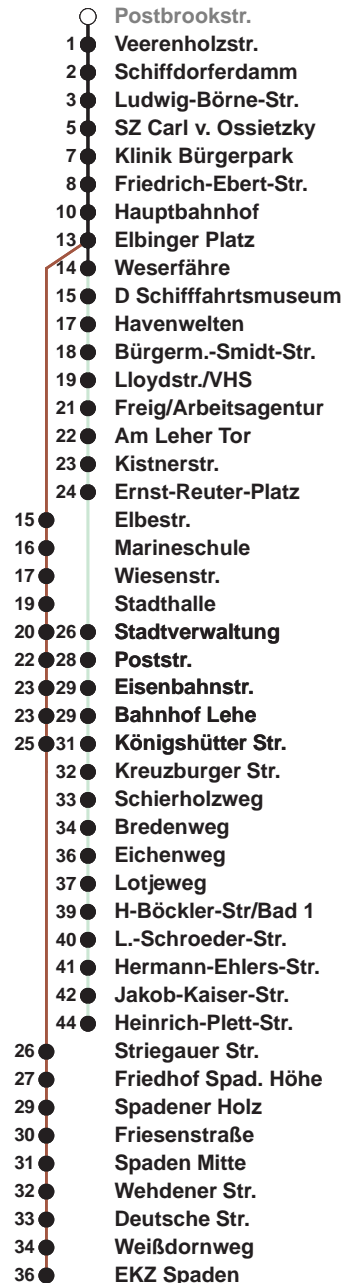 Postbrookstr.
1 Veerenholzstr.
2 Schiffdorferdamm
3 Ludwig-Börne-Str.
5 SZ Carl v. Ossietzky
7 Klinik Bürgerpark
8 Friedrich-Ebert-Str.
10 Hauptbahnhof
13 Elbinger Platz
14 Weserfähre
15 D Schifffahrtsmuseum
17 Havenwelten
18 Bürgerm.-Smidt-Str.
19 Lloydstr./VHS
21 Freig/Arbeitsagentur
22 Am Leher Tor
23 Kistnerstr.
24 Ernst-Reuter-Platz
15 Elbestr.
16 Marineschule
17 Wiesenstr.
19 Stadthalle
20 26 Stadtverwaltung
22 28 Poststr.
23 29 Eisenbahnstr.
23 29 Bahnhof Lehe
25 31 Königshütter Str.
32 Kreuzburger Str.
33 Schierholzweg
34 Bredenweg
36 Eichenweg
37 Lotjeweg
39 H-Böckler-Str/Bad 1
40 L.-Schroeder-Str.
41 Hermann-Ehlers-Str.
42 Jakob-Kaiser-Str.
44 Heinrich-Plett-Str.
26 Striegauer Str.
27 Friedhof Spad. Höhe
29 Spadener Holz
30 Friesenstraße
31 Spaden Mitte
32 Wehdener Str.
33 Deutsche Str.
34 Weißdornweg
36 EKZ Spaden